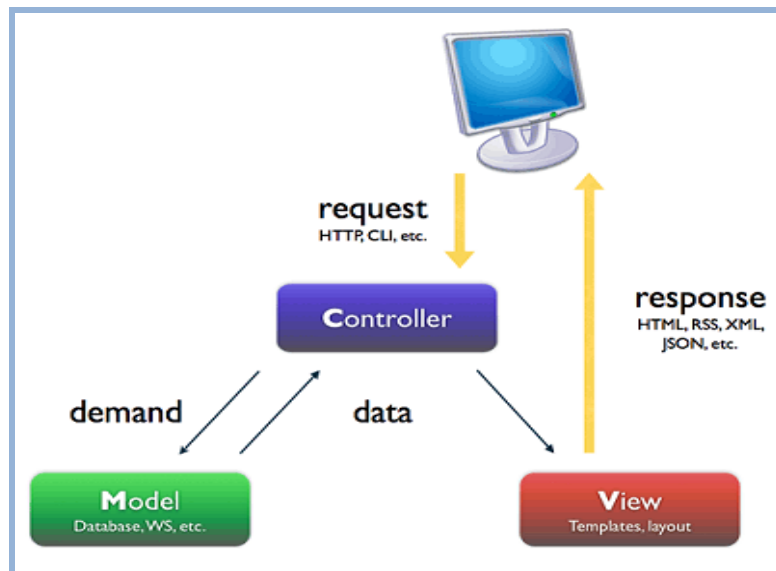 request
HTTP, CLI, etc.
response
HTML, RSS, XML,
JSON, etc.
Controller
demand
data
Model
Database, WS, etc.
View
Templates, layout